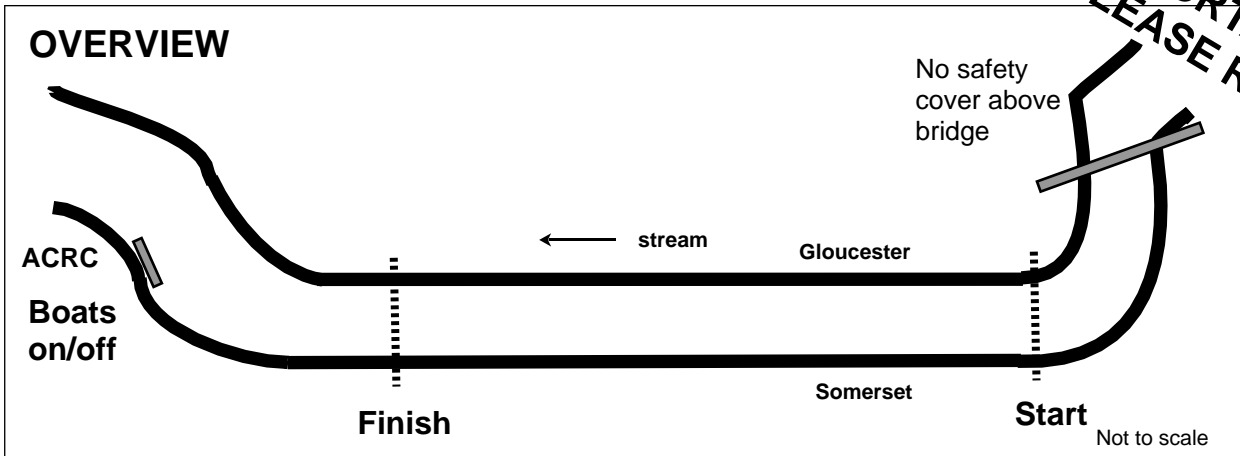 OVERVIEW
No safety
cover above
bridge
stream
Gloucester
ACRC
Boats
on/off
Somerset
Finish
Start
Not to scale